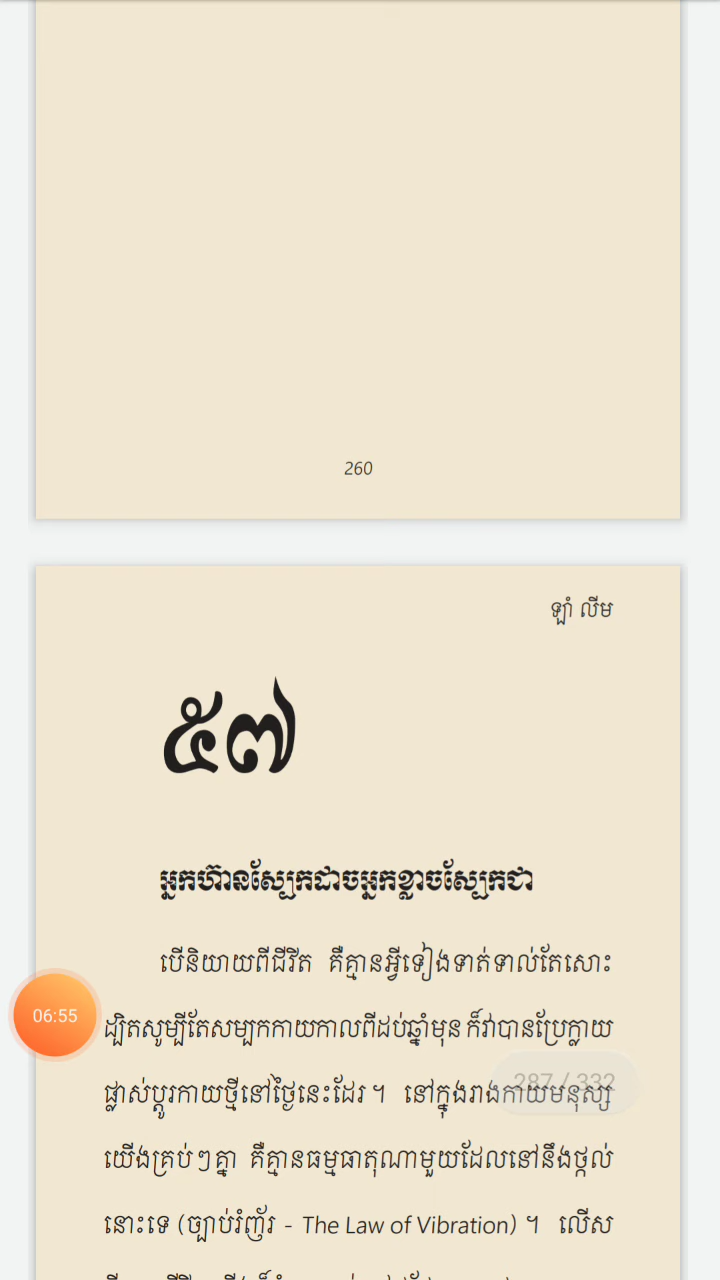 260
ឡាំ លីម
៥៧
អ្នកហ៊ានស្បែកដាចអ្នកខ្លាចស្បែកជា
បើនិយាយពីជីវិត គឺគ្មានអ្វីទៀងទាត់ទាល់តែសោះ
06:55
ដ្បិតសូម្បីតែសម្បកកាយកាលពីដប់ឆ្នាំមុន ក៏វាបានប្រែក្លាយ
287 / 332
ផ្លាស់ប្តូរកាយថ្មីនៅថ្ងៃនេះដែរ ។ នៅក្នុងរាងកាយមនុស្ស
យើងគ្រប់ៗគ្នា គឺគ្មានធម្មធាតុណាមួយដែលនៅនឹងថ្កល់
នោះទេ (ច្បាប់រំញ័រ - The Law of Vibration) ។ លើស